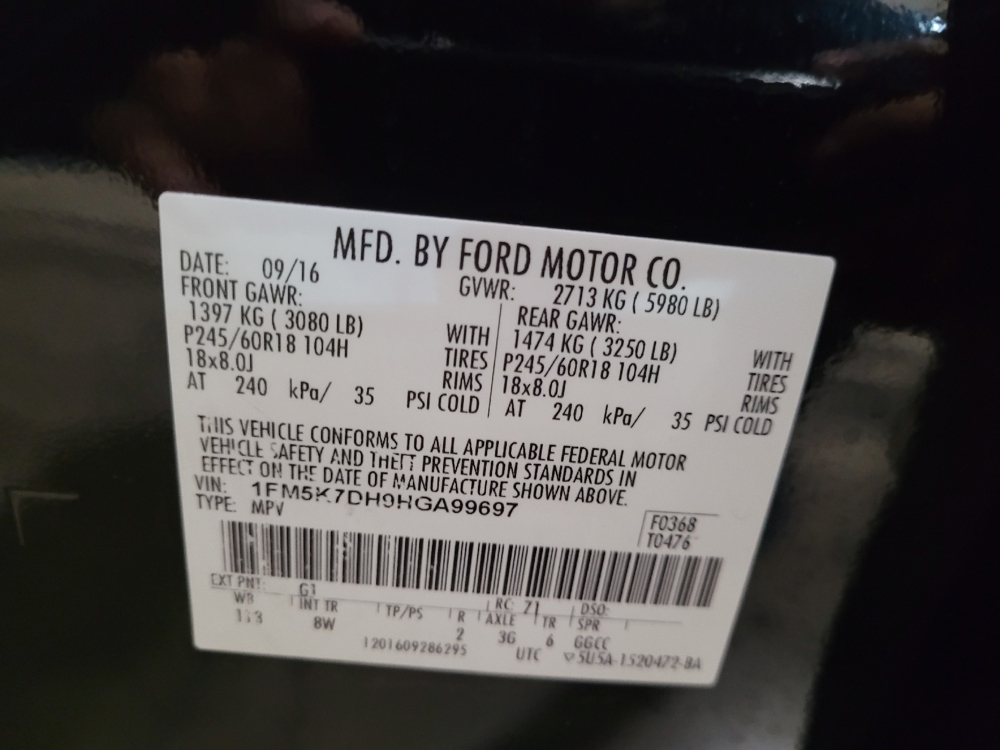 MFD. BY FORD MOTOR CO.
DATE: 09/16
GVWR: 2713 KG ( 5980 LB)
FRONT GAWR:
1397 KG ( 3080 LB)
WITH
P245/60R18 104H
TIRES
18x8.0J
RIMS
AT 240 kPa/ 35 PSI COLD
REAR GAWR:
1474 KG ( 3250 LB)
WITH
P245/60R18 104H
TIRES
18x8.0J
RIMS
AT 240 kPa/ 35 PSI COLD
THIS VEHICLE CONFORMS TO ALL APPLICABLE FEDERAL MOTOR
VEHICLE SAFETY AND THEFT PREVENTION STANDARDS IN
EFFECT ON THE DATE OF MANUFACTURE SHOWN ABOVE.
VIN: 1FM5K7DH9HGA99697
TYPE: MPV
F0368
T0476
EXT PNT: G1 RC: 71 DSO:
WB INT TR TP/PS R AXLE TR SPR
113 8W 2 3G 6 GGCC
1201609286295 UTC ▽5U5A-1520472-BA